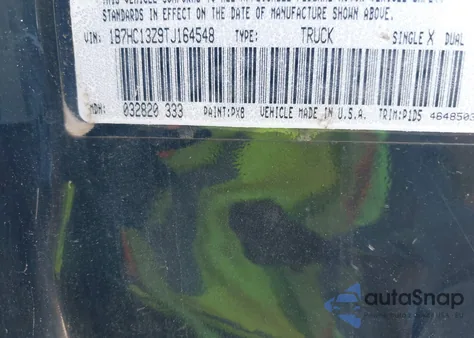 STANDARDS IN EFFECT ON THE DATE OF MANUFACTURE SHOWN ABOVE.
VIN: 1B7HC13Z9TJ164548 TYPE: TRUCK SINGLE X DUAL
MDH: 032820 333 PAINT: PX8 VEHICLE MADE IN U.S.A. TRIM: P1D5 4648503
autoSnap